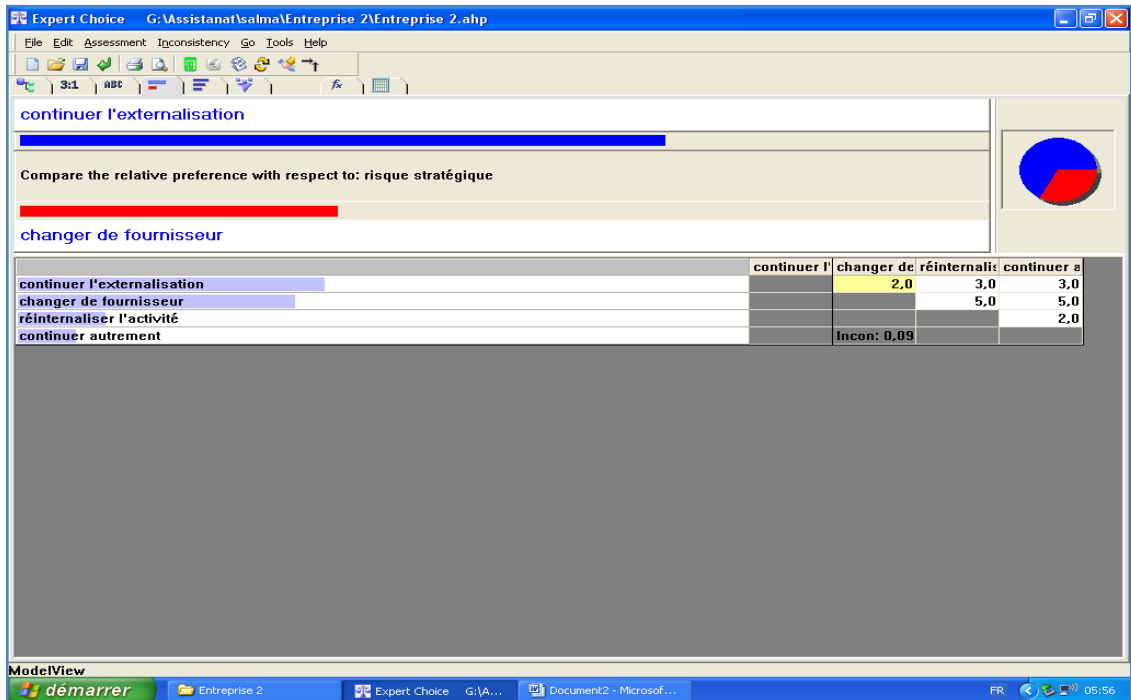 Expert Choice G:\Assistanat\salma\Entreprise 2\Entreprise 2.ahp
File Edit Assessment Inconsistency Go Tools Help
3:1 ABC fx
continuer l'externalisation
Compare the relative preference with respect to: risque stratégique
changer de fournisseur
continuer l' changer de réinternalis continuer a
continuer l'externalisation 2,0 3,0 3,0
changer de fournisseur 5,0 5,0
réinternaliser l'activité 2,0
continuer autrement Incon: 0,09
ModelView
démarrer Entreprise 2 Expert Choice G:\A... Document2 - Microsof... FR 05:56